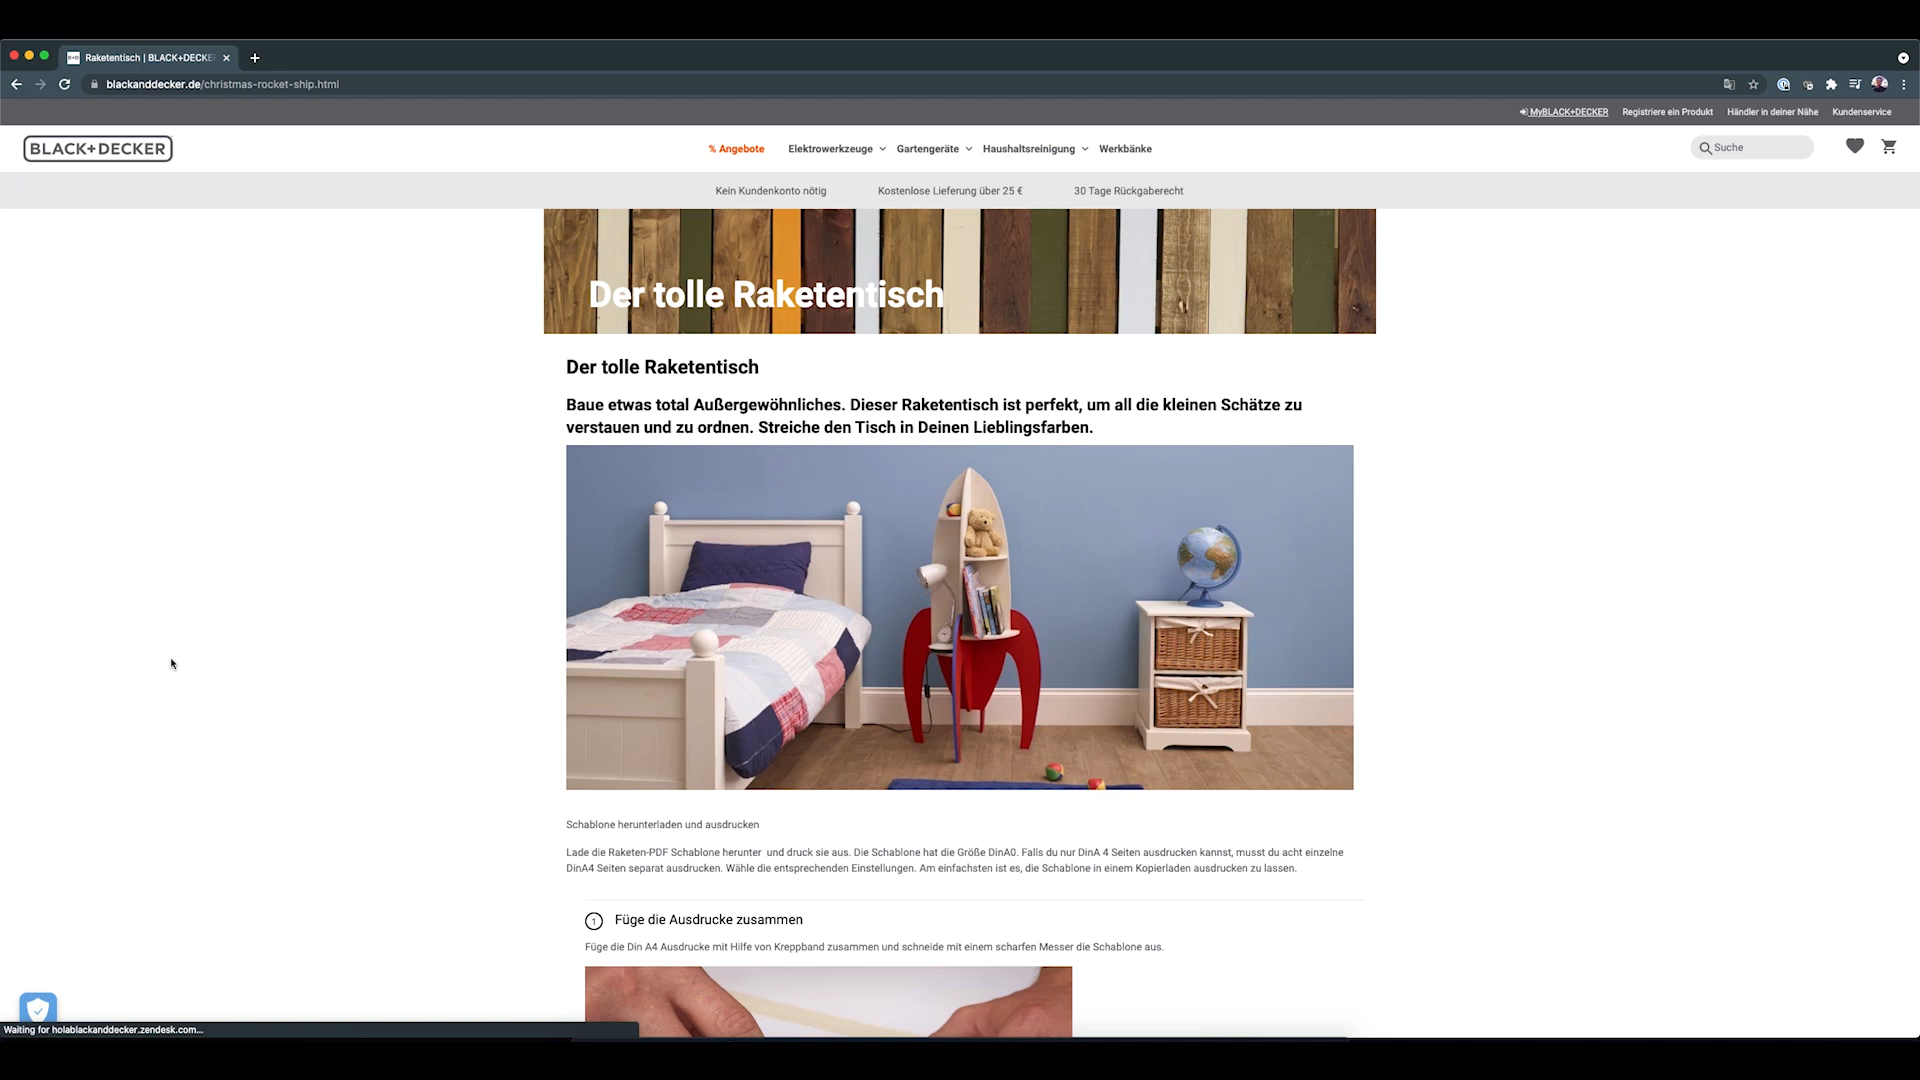 Raketentisch | BLACK+DECKE
blackanddecker.de/christmas-rocket-ship.html
MyBLACK+DECKER Registriere ein Produkt Händler in deiner Nähe Kundenservice
BLACK+DECKER
% Angebote Elektrowerkzeuge Gartengeräte Haushaltsreinigung Werkbänke
Suche
Kein Kundenkonto nötig Kostenlose Lieferung über 25 € 30 Tage Rückgaberecht
Der tolle Raketentisch
Der tolle Raketentisch
Baue etwas total Außergewöhnliches. Dieser Raketentisch ist perfekt, um all die kleinen Schätze zu
verstauen und zu ordnen. Streiche den Tisch in Deinen Lieblingsfarben.
Schablone herunterladen und ausdrucken
Lade die Raketen-PDF Schablone herunter und druck sie aus. Die Schablone hat die Größe DinA0. Falls du nur DinA 4 Seiten ausdrucken kannst, musst du acht einzelne
DinA4 Seiten separat ausdrucken. Wähle die entsprechenden Einstellungen. Am einfachsten ist es, die Schablone in einem Kopierladen ausdrucken zu lassen.
1 Füge die Ausdrucke zusammen
Füge die Din A4 Ausdrucke mit Hilfe von Kreppband zusammen und schneide mit einem scharfen Messer die Schablone aus.
Waiting for holablackanddecker.zendesk.com...